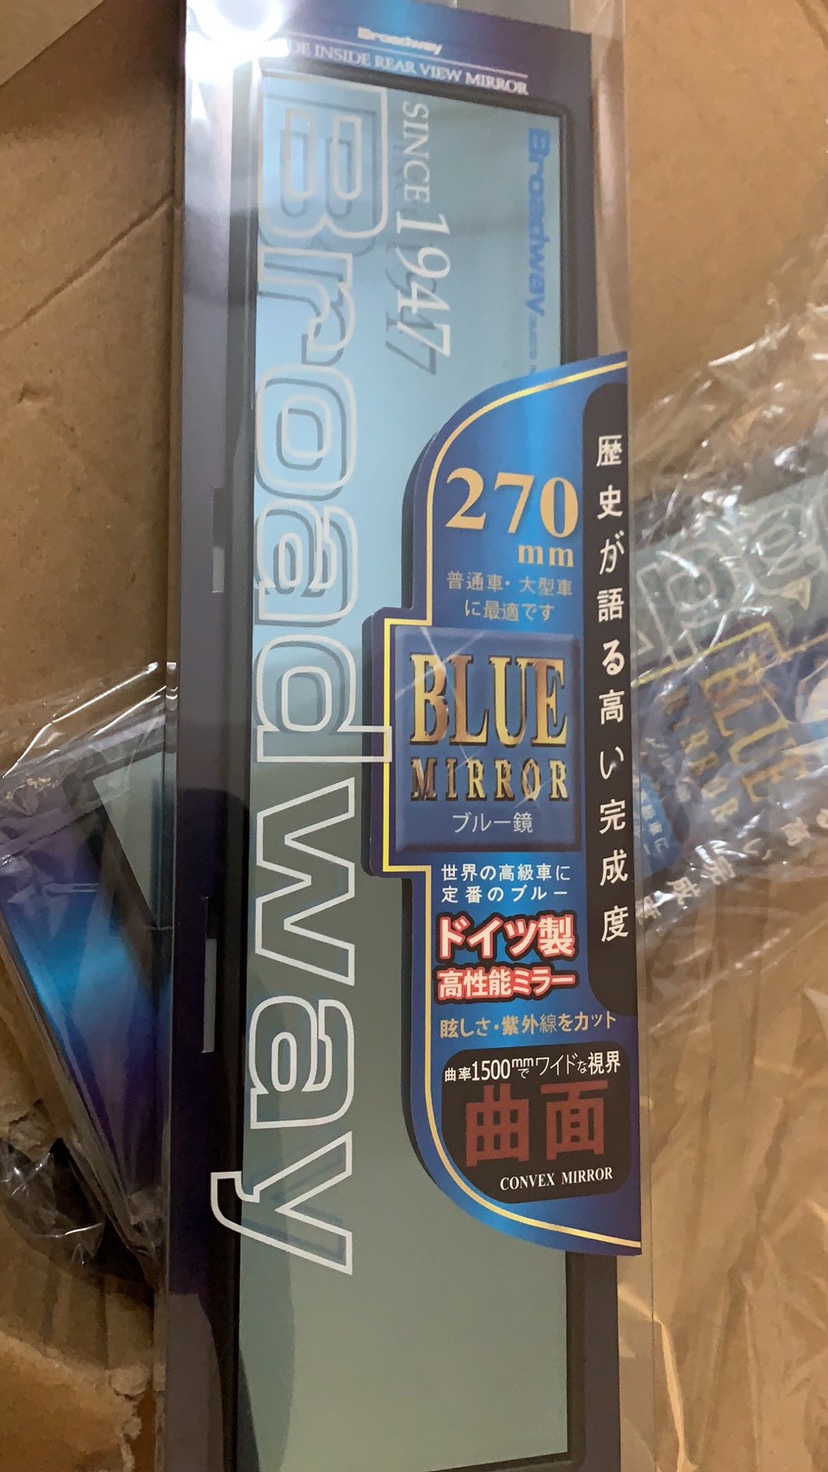 Broadway
DE INSIDE REAR VIEW MIRROR
SINCE 1947
Broadway
Broadway
270
mm
普通車・大型車
に最適です
BLUE
MIRROR
ブルー鏡
世界の高級車に
定番のブルー
ドイツ製
高性能ミラー
眩しさ・紫外線をカット
曲率1500mmでワイドな視界
曲面
CONVEX MIRROR
歴史が語る高い完成度
BLUE
MIRROR